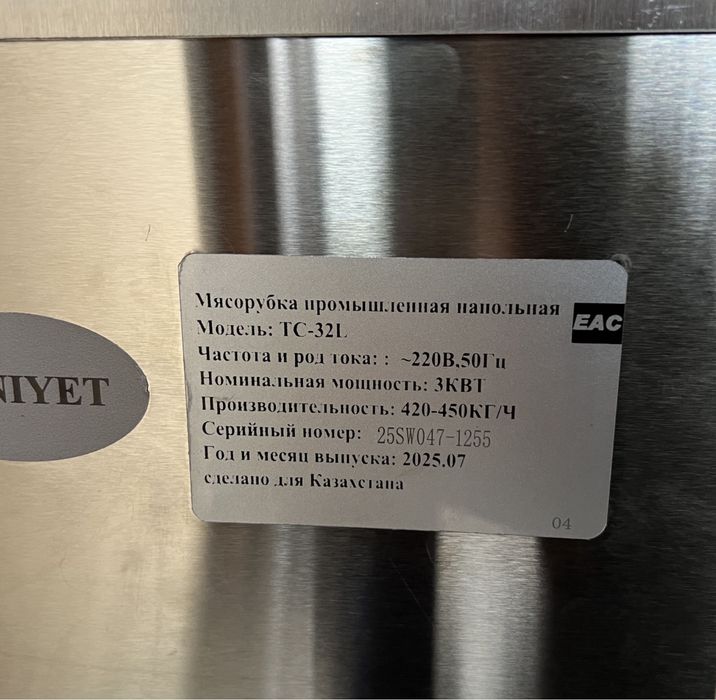 Мясорубка промышленная напольная
EAC
Модель: TC-32L
Частота и род тока: : ~220В,50Гц
Номинальная мощность: 3КВТ
Производительность: 420-450КГ/Ч
Серийный номер: 25SW047-1255
Год и месяц выпуска: 2025.07
сделано для Казахстана
04
NIYET